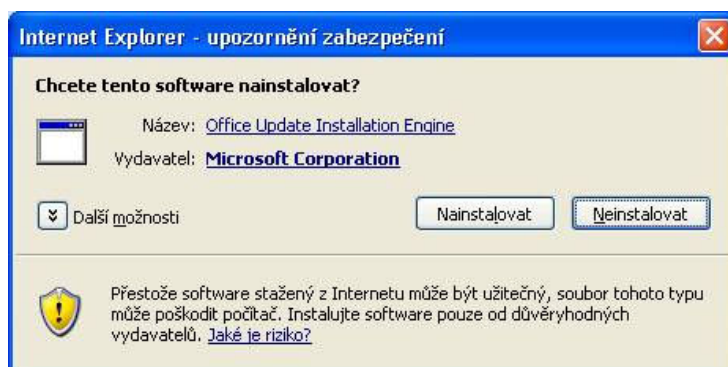 Internet Explorer - upozornění zabezpečení
Chcete tento software nainstalovat?
Název: Office Update Installation Engine
Vydavatel: Microsoft Corporation
Další možnosti
Nainstalovat
Neinstalovat
Přestože software stažený z Internetu může být užitečný, soubor tohoto typu
může poškodit počítač. Instalujte software pouze od důvěryhodných
vydavatelů. Jaké je riziko?